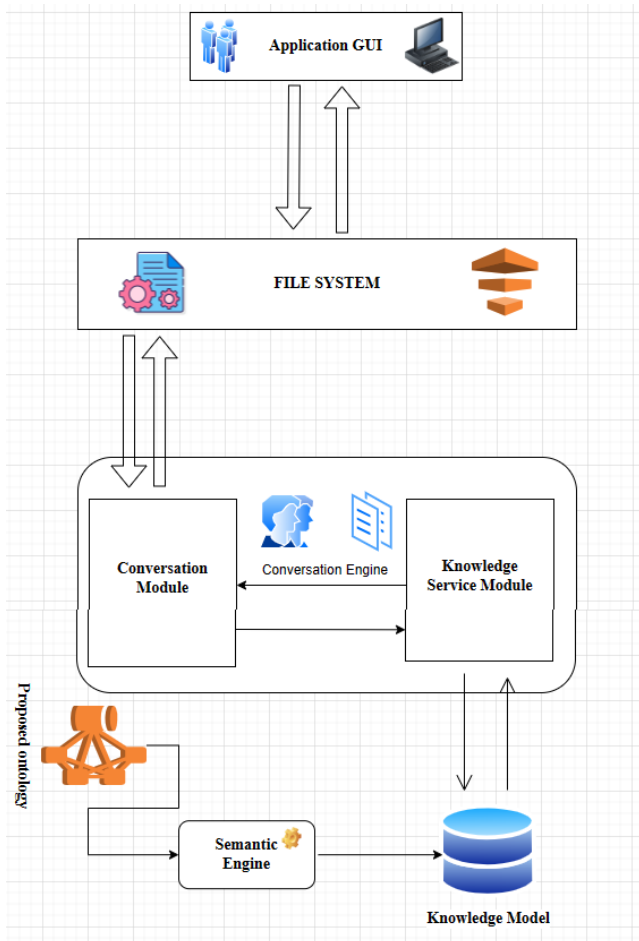 Application GUI
FILE SYSTEM
Conversation
Module
Conversation Engine
Knowledge
Service Module
Proposed ontology
Semantic
Engine
Knowledge Model